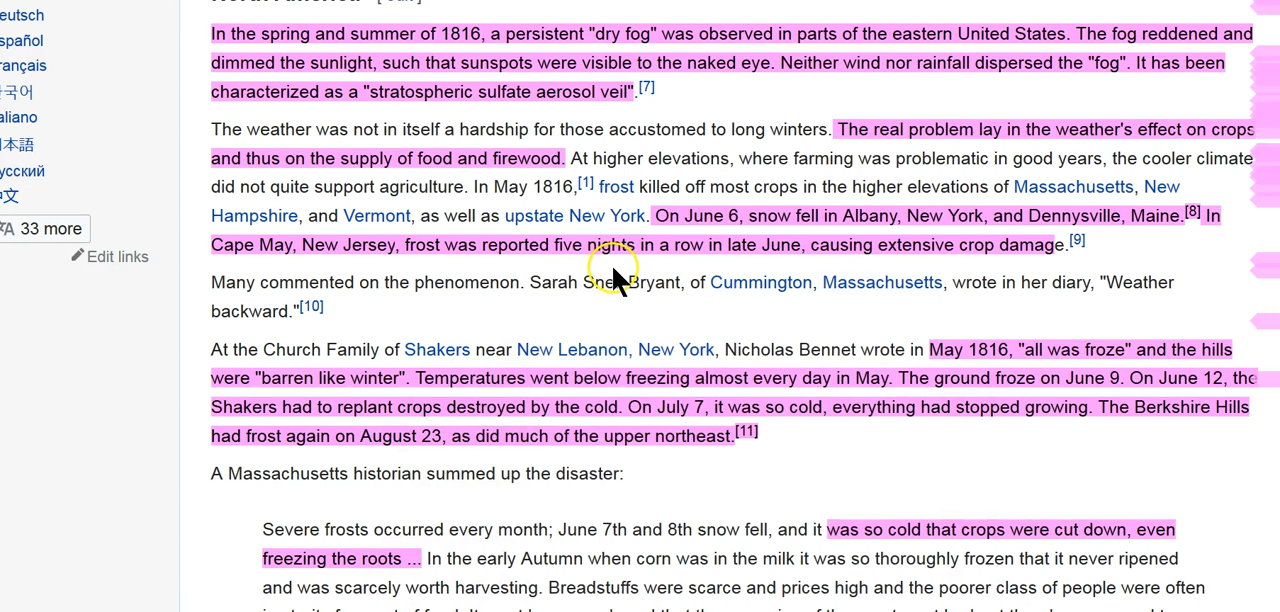 eutsch
spañol
rançais
국어
aliano
本語
усский
文
33 more
Edit links
In the spring and summer of 1816, a persistent "dry fog" was observed in parts of the eastern United States. The fog reddened and
dimmed the sunlight, such that sunspots were visible to the naked eye. Neither wind nor rainfall dispersed the "fog". It has been
characterized as a "stratospheric sulfate aerosol veil".[7]
The weather was not in itself a hardship for those accustomed to long winters. The real problem lay in the weather's effect on crops
and thus on the supply of food and firewood. At higher elevations, where farming was problematic in good years, the cooler climate
did not quite support agriculture. In May 1816,[1] frost killed off most crops in the higher elevations of Massachusetts, New
Hampshire, and Vermont, as well as upstate New York. On June 6, snow fell in Albany, New York, and Dennysville, Maine.[8] In
Cape May, New Jersey, frost was reported five nights in a row in late June, causing extensive crop damage.[9]
Many commented on the phenomenon. Sarah Snell Bryant, of Cummington, Massachusetts, wrote in her diary, "Weather
backward."[10]
At the Church Family of Shakers near New Lebanon, New York, Nicholas Bennet wrote in May 1816, "all was froze" and the hills
were "barren like winter". Temperatures went below freezing almost every day in May. The ground froze on June 9. On June 12, the
Shakers had to replant crops destroyed by the cold. On July 7, it was so cold, everything had stopped growing. The Berkshire Hills
had frost again on August 23, as did much of the upper northeast.[11]
A Massachusetts historian summed up the disaster:
Severe frosts occurred every month; June 7th and 8th snow fell, and it was so cold that crops were cut down, even
freezing the roots ... In the early Autumn when corn was in the milk it was so thoroughly frozen that it never ripened
and was scarcely worth harvesting. Breadstuffs were scarce and prices high and the poorer class of people were often